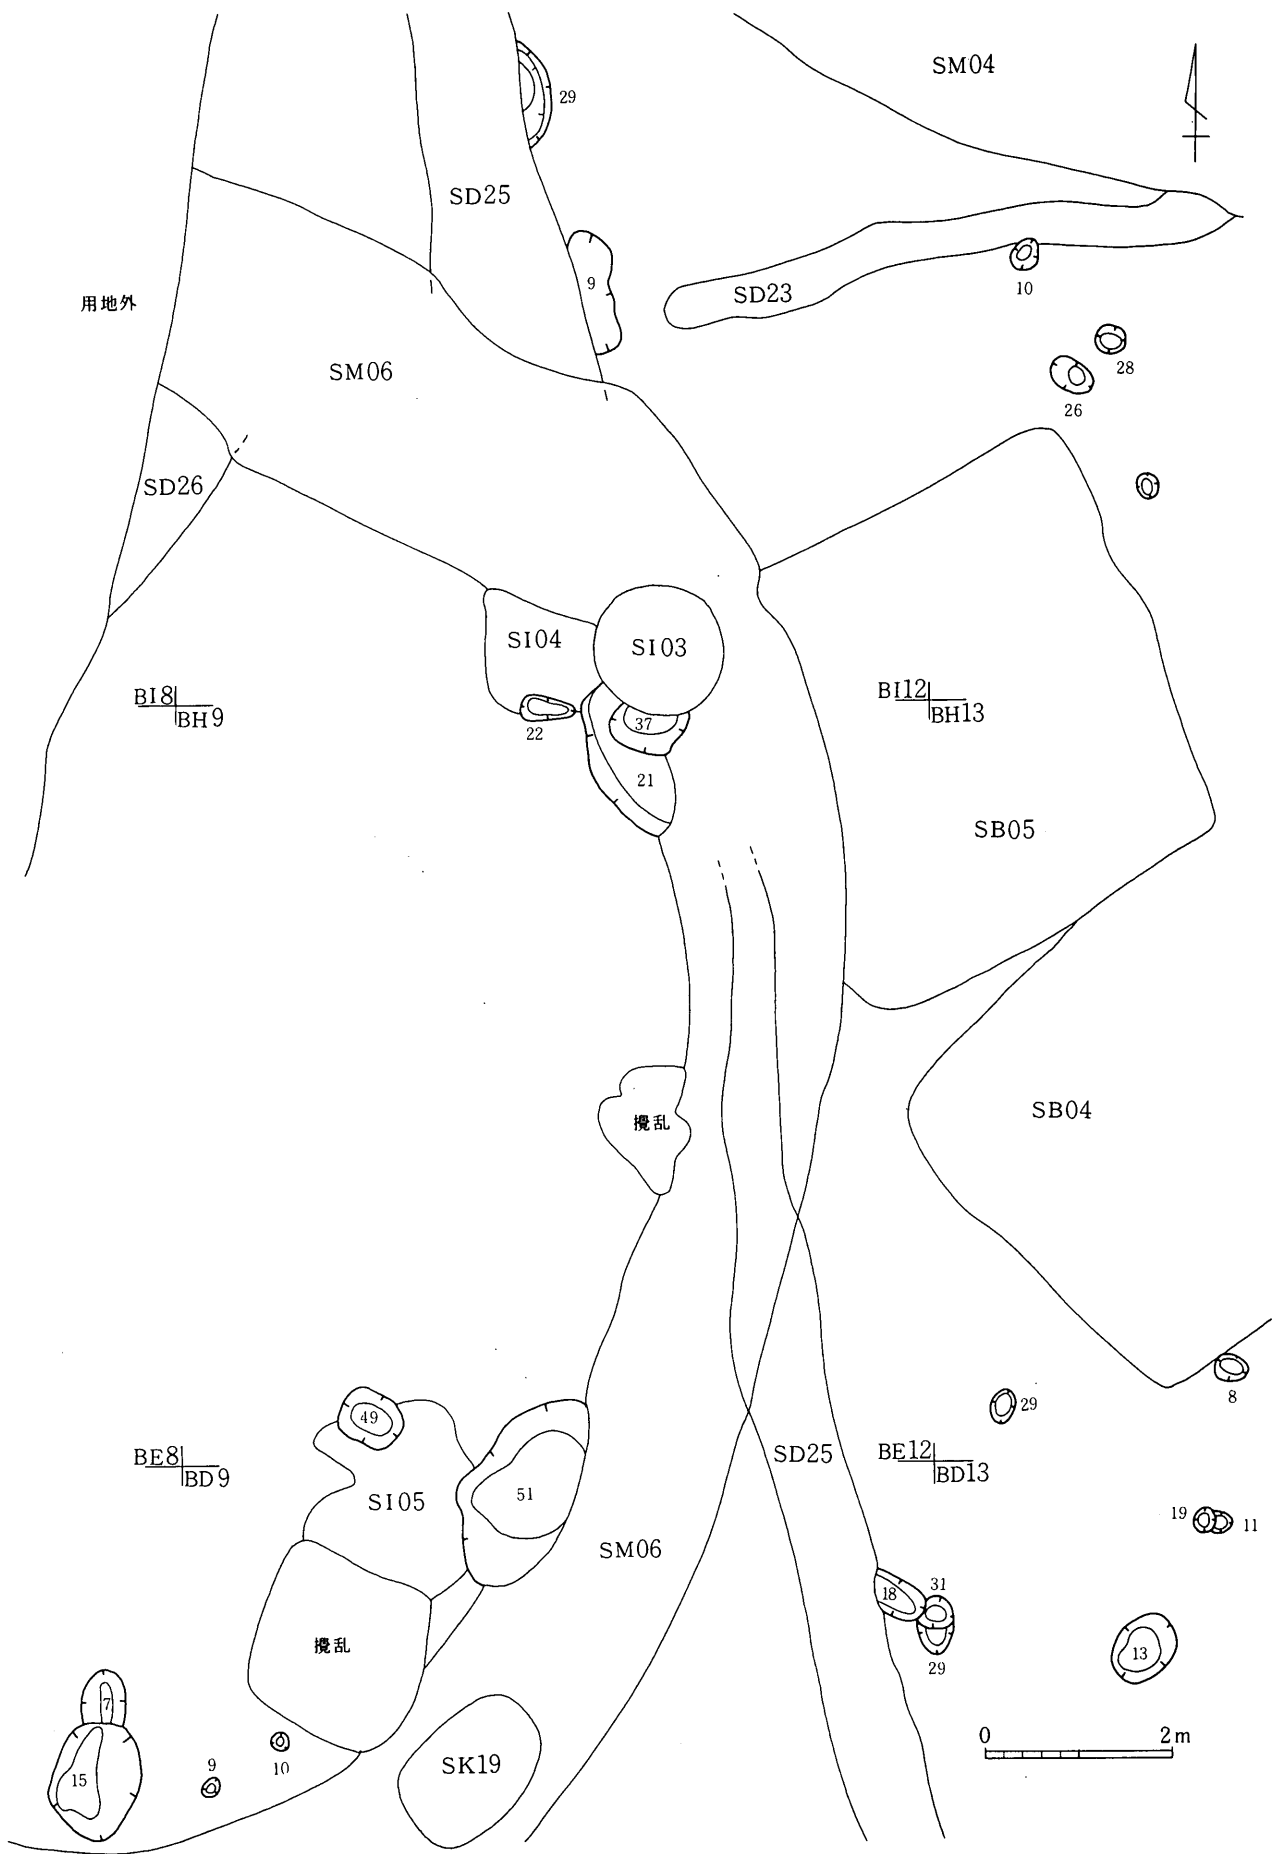 SM04
29
SD25
9
SD23
10
用地外
28
26
SM06
SD26
SI04
SI03
BI8
BH9
22
37
21
BI12
BH13
SB05
攪乱
SB04
8
49
29
BE8
BD9
SI05
51
SD25
BE12
BD13
19
11
SM06
18
31
29
13
攪乱
7
15
9
10
SK19
0
2m